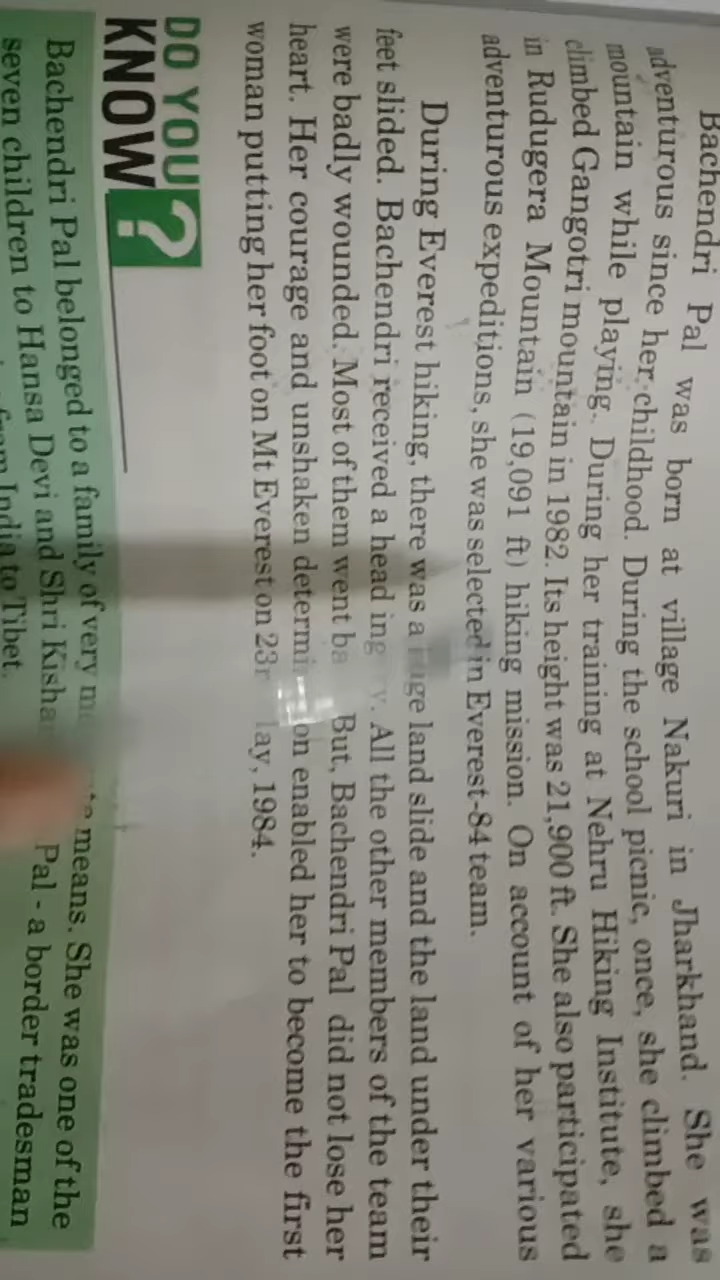 Bachendri Pal was born at village Nakuri in Jharkhand. She was
adventurous since her childhood. During the school picnic, once, she climbed a
mountain while playing. During her training at Nehru Hiking Institute, she
climbed Gangotri mountain in 1982. Its height was 21,900 ft. She also participated
in Rudugera Mountain (19,091 ft) hiking mission. On account of her various
adventurous expeditions, she was selected in Everest-84 team.
During Everest hiking, there was a land slide and the land under their
feet slided. Bachendri received a head All the other members of the team
were badly wounded. Most of them went But, Bachendri Pal did not lose her
heart. Her courage and unshaken enabled her to become the first
woman putting her foot on Mt Everest on 1984.
DO YOU
KNOW?
Bachendri Pal belonged to a family of very means. She was one of the
seven children to Hansa Devi and Shri Pal - a border tradesman
from India to Tibet.